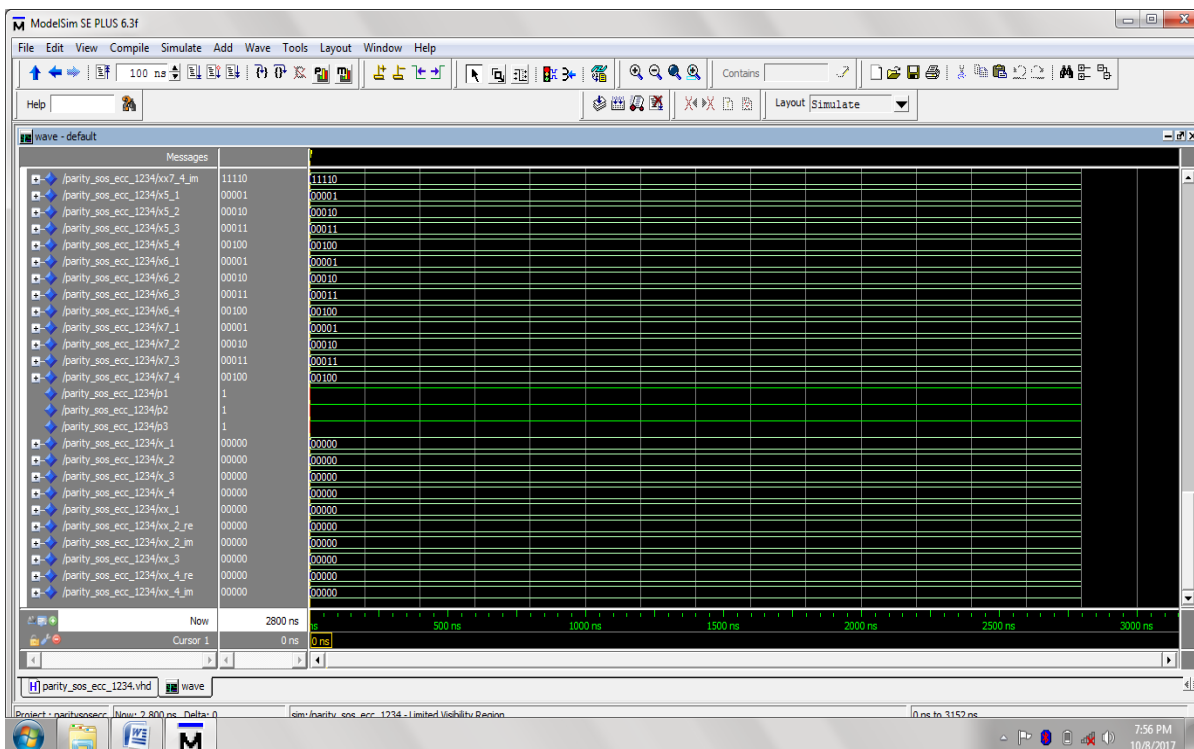 ModelSim SE PLUS 6.3f
File Edit View Compile Simulate Add Wave Tools Layout Window Help
100 ns Contains
Help Layout Simulate
wave - default
Messages
/parity_sos_ecc_1234/xx7_4_im 11110 11110
/parity_sos_ecc_1234/x5_1 00001 00001
/parity_sos_ecc_1234/x5_2 00010 00010
/parity_sos_ecc_1234/x5_3 00011 00011
/parity_sos_ecc_1234/x5_4 00100 00100
/parity_sos_ecc_1234/x6_1 00001 00001
/parity_sos_ecc_1234/x6_2 00010 00010
/parity_sos_ecc_1234/x6_3 00011 00011
/parity_sos_ecc_1234/x6_4 00100 00100
/parity_sos_ecc_1234/x7_1 00001 00001
/parity_sos_ecc_1234/x7_2 00010 00010
/parity_sos_ecc_1234/x7_3 00011 00011
/parity_sos_ecc_1234/x7_4 00100 00100
/parity_sos_ecc_1234/p1 1
/parity_sos_ecc_1234/p2 1
/parity_sos_ecc_1234/p3 1
/parity_sos_ecc_1234/x_1 00000 00000
/parity_sos_ecc_1234/x_2 00000 00000
/parity_sos_ecc_1234/x_3 00000 00000
/parity_sos_ecc_1234/x_4 00000 00000
/parity_sos_ecc_1234/xx_1 00000 00000
/parity_sos_ecc_1234/xx_2_re 00000 00000
/parity_sos_ecc_1234/xx_2_im 00000 00000
/parity_sos_ecc_1234/xx_3 00000 00000
/parity_sos_ecc_1234/xx_4_re 00000 00000
/parity_sos_ecc_1234/xx_4_im 00000 00000
Now 2800 ns ns 500 ns 1000 ns 1500 ns 2000 ns 2500 ns 3000 ns
Cursor 1 0 ns 0 ns
parity_sos_ecc_1234.vhd wave
Project : paritysosecc Now: 2,800 ns Delta: 0 sim:/parity_sos_ecc_1234 - Limited Visibility Region 0 ns to 3152 ns
7:56 PM
10/8/2017